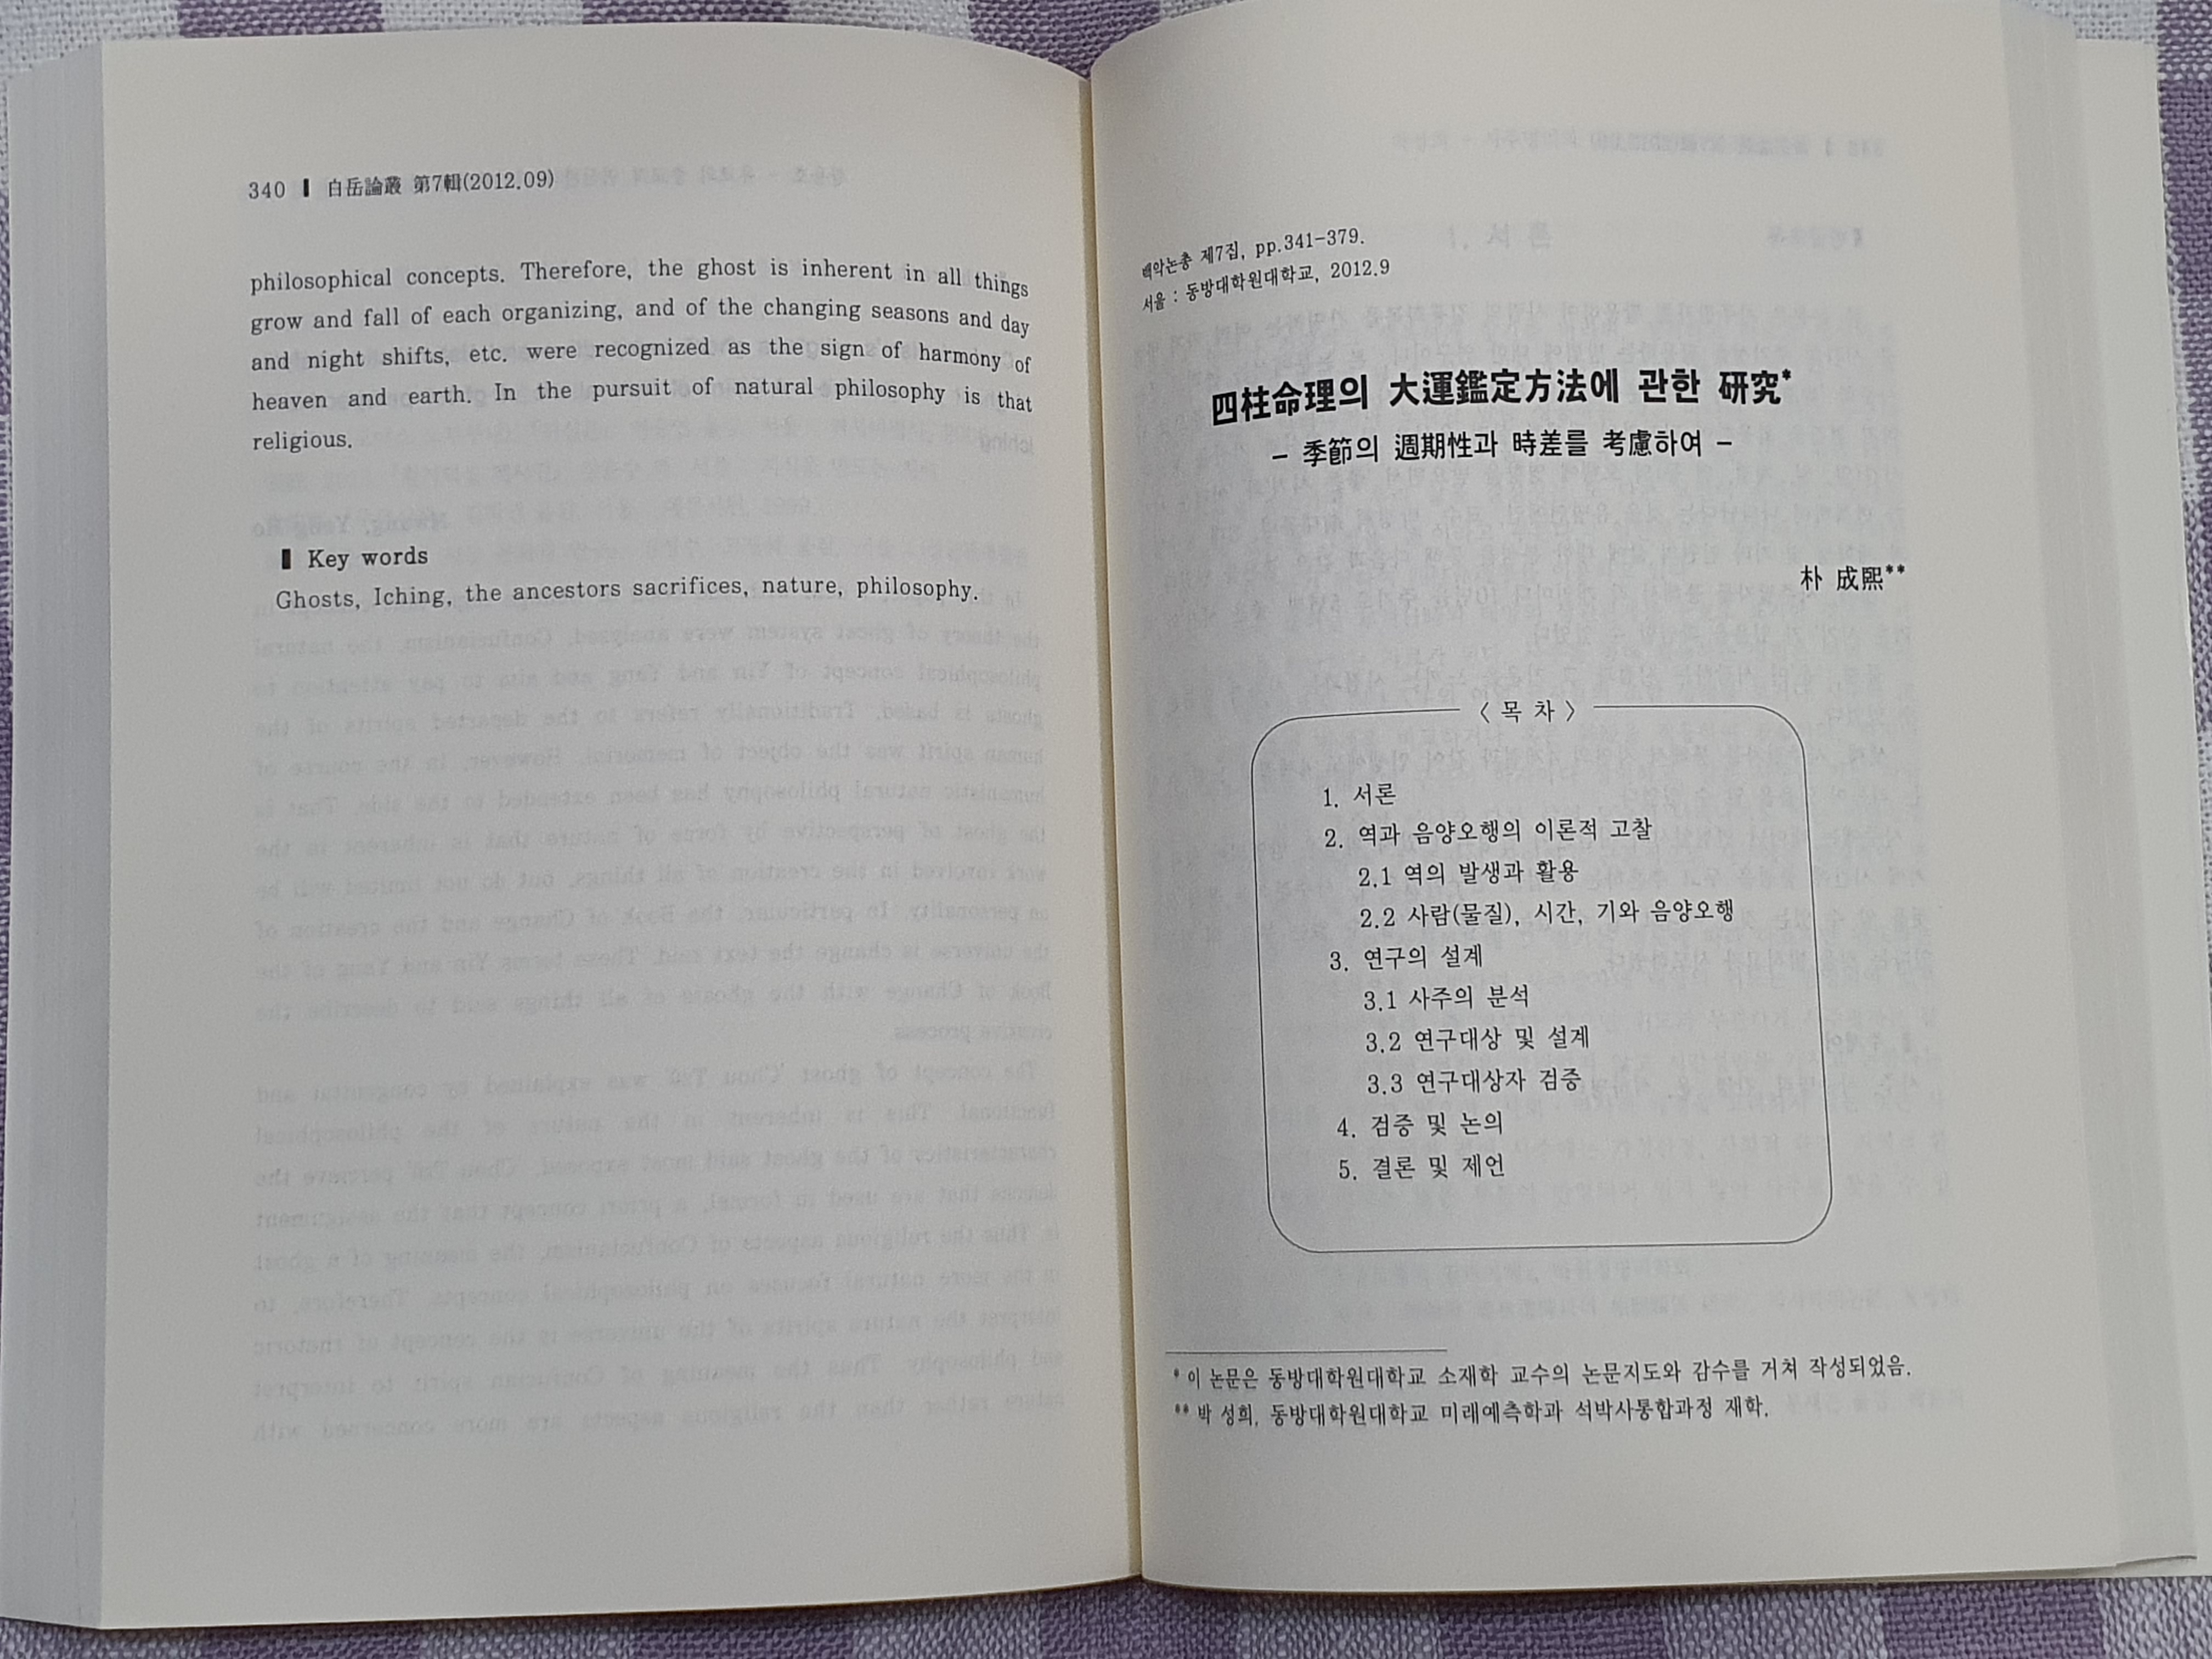 340 ▌ 白岳論叢 第7輯(2012.09)
philosophical concepts. Therefore, the ghost is inherent in all things
grow and fall of each organizing, and of the changing seasons and day
and night shifts, etc. were recognized as the sign of harmony of
heaven and earth. In the pursuit of natural philosophy is that
religious.
▌ Key words
Ghosts, Iching, the ancestors sacrifices, nature, philosophy.
백악논총 제7집, pp.341-379.
서울 : 동방대학원대학교, 2012.9
四柱命理의 大運鑑定方法에 관한 研究*
- 季節의 週期性과 時差를 考慮하여 -
朴 成熙**
< 목 차 >
1. 서론
2. 역과 음양오행의 이론적 고찰
2.1 역의 발생과 활용
2.2 사람(물질), 시간, 기와 음양오행
3. 연구의 설계
3.1 사주의 분석
3.2 연구대상 및 설계
3.3 연구대상자 검증
4. 검증 및 논의
5. 결론 및 제언
* 이 논문은 동방대학원대학교 소재학 교수의 논문지도와 감수를 거쳐 작성되었음.
** 박 성희, 동방대학원대학교 미래예측학과 석박사통합과정 재학.